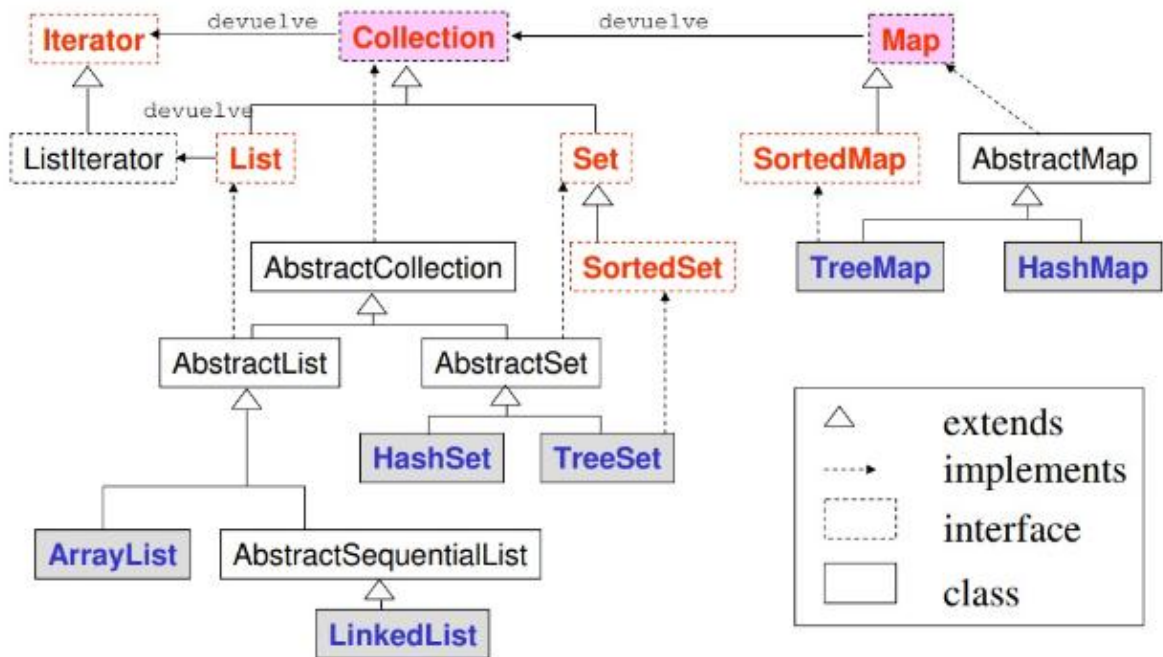 devuelve
devuelve
Iterator
Collection
Map
devuelve
ListIterator
List
Set
SortedMap
AbstractMap
AbstractCollection
SortedSet
TreeMap
HashMap
AbstractList
AbstractSet
HashSet
TreeSet
ArrayList
AbstractSequentialList
LinkedList
extends
implements
interface
class